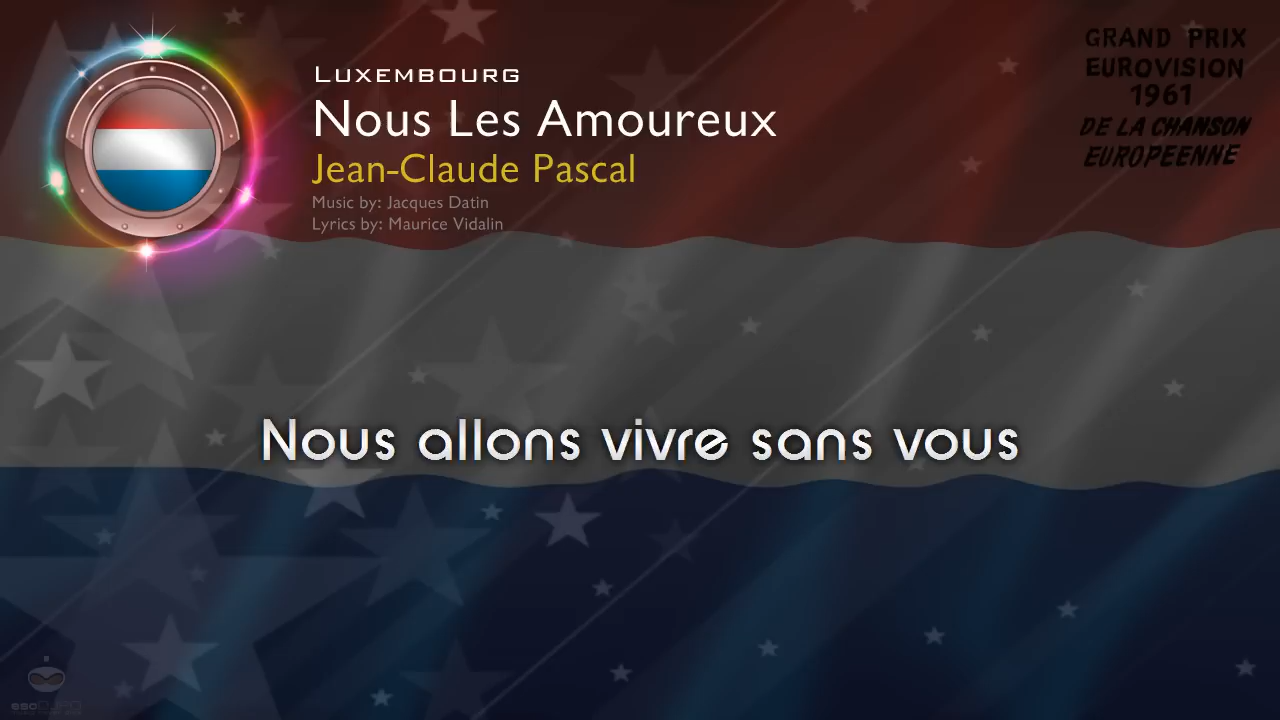 LUXEMBOURG
Nous Les Amoureux
Jean-Claude Pascal
Music by: Jacques Datin
Lyrics by: Maurice Vidalin
GRAND PRIX
EUROVISION
1961
DE LA CHANSON
EUROPEENNE
Nous allons vivre sans vous